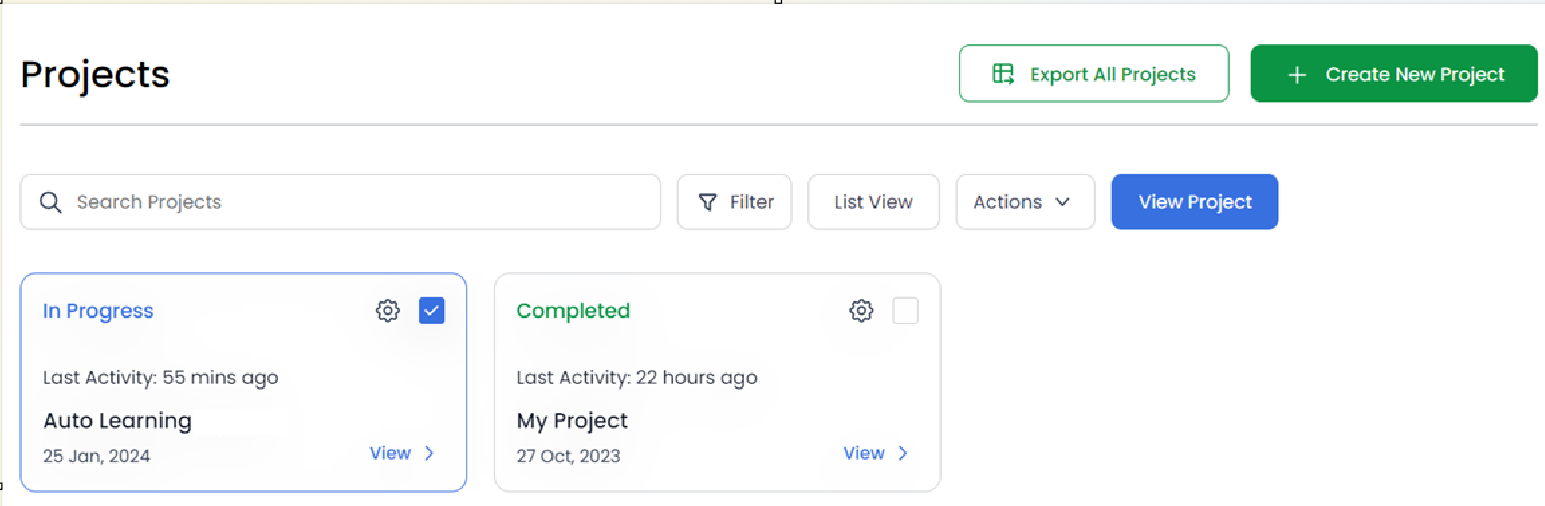 Projects
Export All Projects
Create New Project
Search Projects
Filter
List View
Actions
View Project
In Progress
Last Activity: 55 mins ago
Auto Learning
25 Jan, 2024
View
Completed
Last Activity: 22 hours ago
My Project
27 Oct, 2023
View